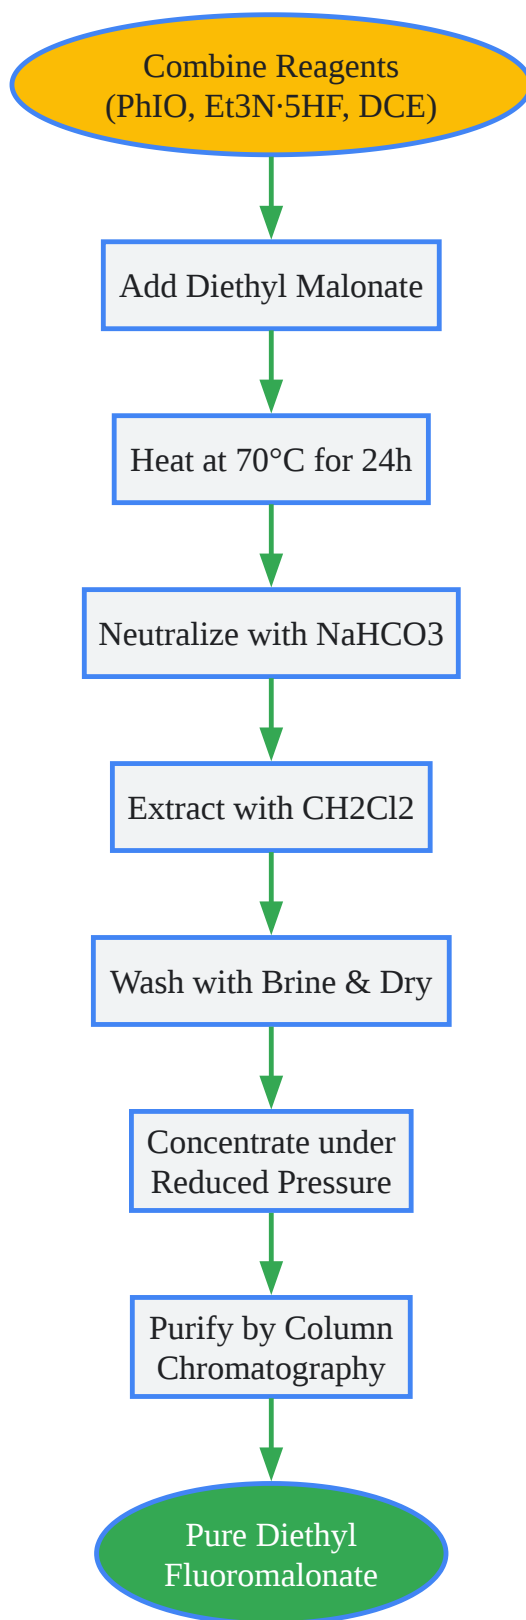 Combine Reagents
(PhIO, Et3N·5HF, DCE)
Add Diethyl Malonate
Heat at 70°C for 24h
Neutralize with NaHCO3
Extract with CH2Cl2
Wash with Brine & Dry
Concentrate under
Reduced Pressure
Purify by Column
Chromatography
Pure Diethyl
Fluoromalonate